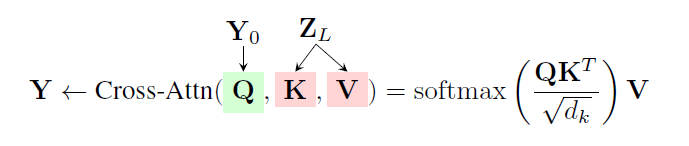 Y₀ Z_L
Y ← Cross-Attn( Q , K , V ) = softmax ( QK^T / √d_k ) V